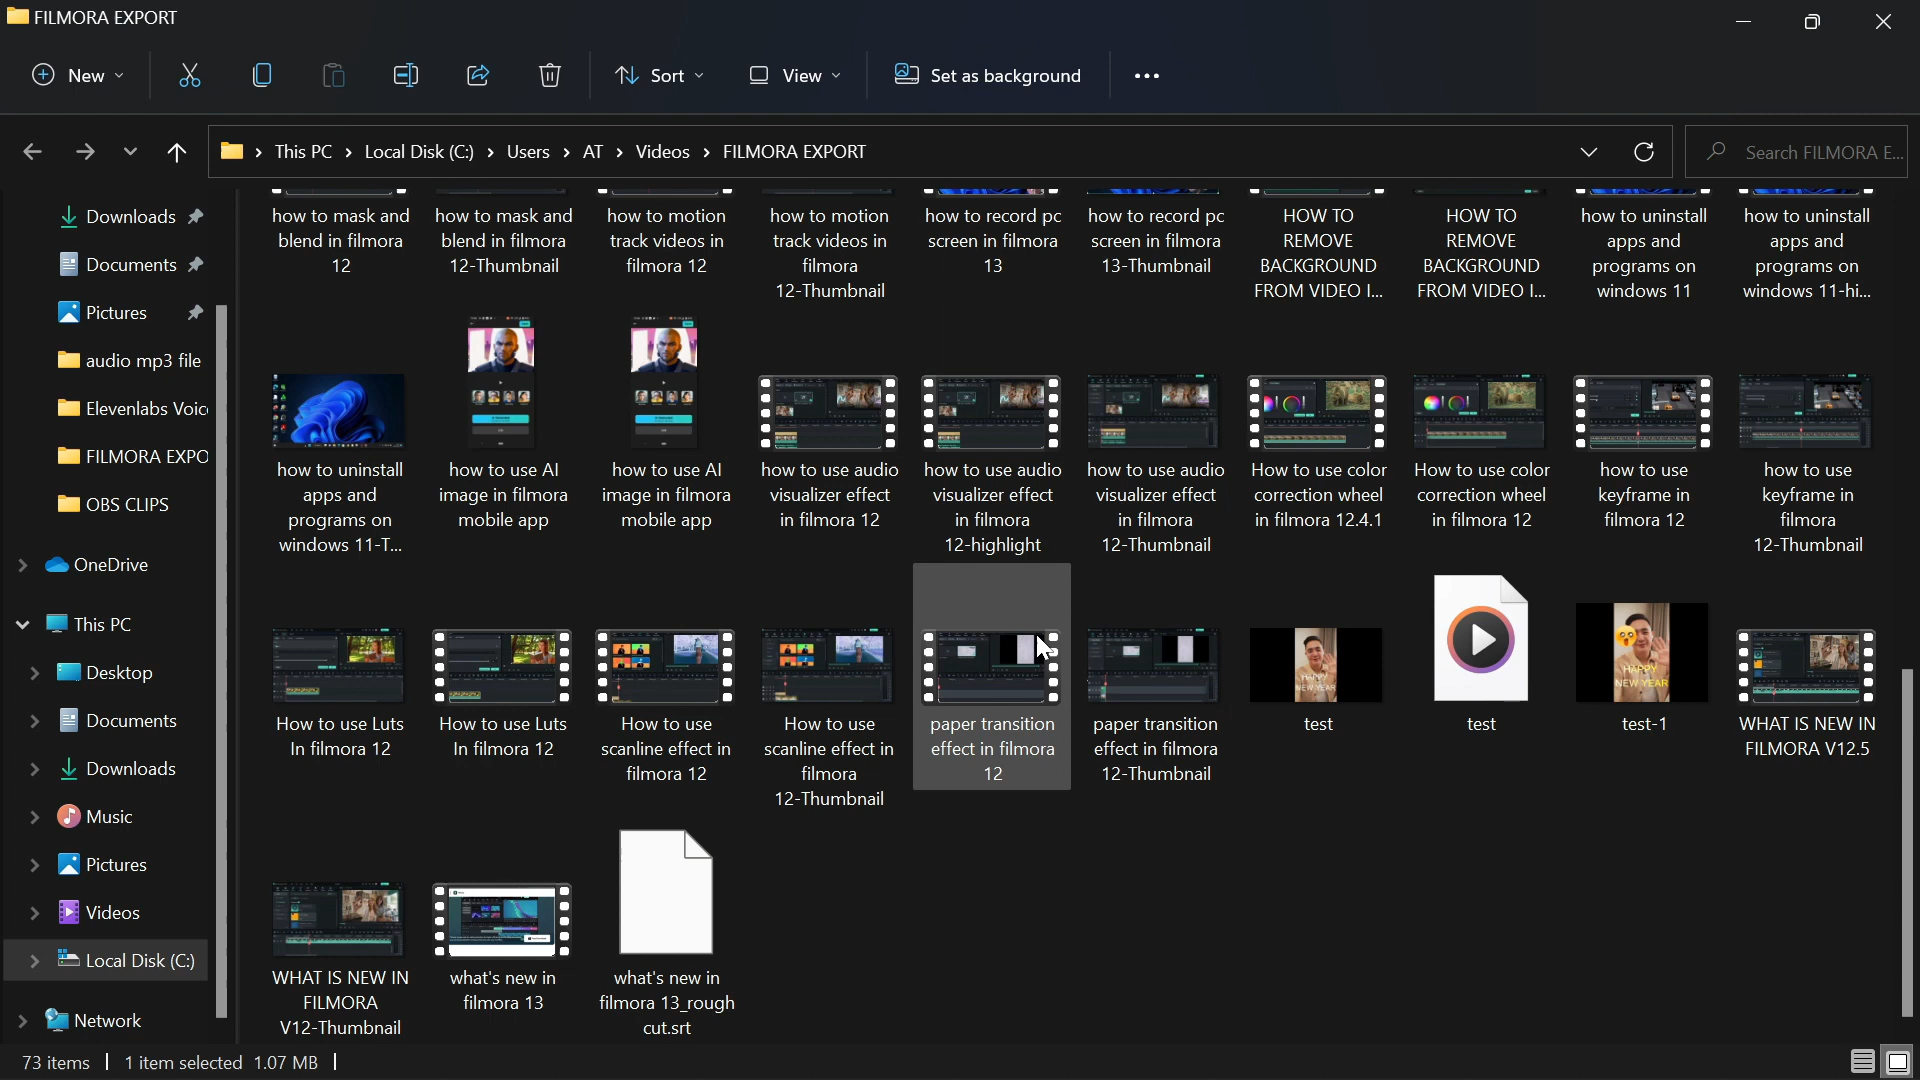 FILMORA EXPORT
New
Sort
View
Set as background
This PC > Local Disk (C:) > Users > AT > Videos > FILMORA EXPORT
Search FILMORA E...
Downloads
Documents
Pictures
audio mp3 file
Elevenlabs Voic
FILMORA EXPO
OBS CLIPS
OneDrive
This PC
Desktop
Documents
Downloads
Music
Pictures
Videos
Local Disk (C:)
Network
how to mask and
blend in filmora
12
how to mask and
blend in filmora
12-Thumbnail
how to motion
track videos in
filmora 12
how to motion
track videos in
filmora
12-Thumbnail
how to record pc
screen in filmora
13
how to record pc
screen in filmora
13-Thumbnail
HOW TO
REMOVE
BACKGROUND
FROM VIDEO I...
HOW TO
REMOVE
BACKGROUND
FROM VIDEO I...
how to uninstall
apps and
programs on
windows 11
how to uninstall
apps and
programs on
windows 11-hi...
how to uninstall
apps and
programs on
windows 11-T...
how to use AI
image in filmora
mobile app
how to use AI
image in filmora
mobile app
how to use audio
visualizer effect
in filmora 12
how to use audio
visualizer effect
in filmora
12-highlight
how to use audio
visualizer effect
in filmora
12-Thumbnail
How to use color
correction wheel
in filmora 12.4.1
How to use color
correction wheel
in filmora 12
how to use
keyframe in
filmora 12
how to use
keyframe in
filmora
12-Thumbnail
How to use Luts
In filmora 12
How to use Luts
In filmora 12
How to use
scanline effect in
filmora 12
How to use
scanline effect in
filmora
12-Thumbnail
paper transition
effect in filmora
12
paper transition
effect in filmora
12-Thumbnail
HAPPY
NEW YEAR
test
test
HAPPY
NEW YEAR
test-1
WHAT IS NEW IN
FILMORA V12.5
WHAT IS NEW IN
FILMORA
V12-Thumbnail
what's new in
filmora 13
what's new in
filmora 13_rough
cut.srt
73 items
1 item selected 1.07 MB